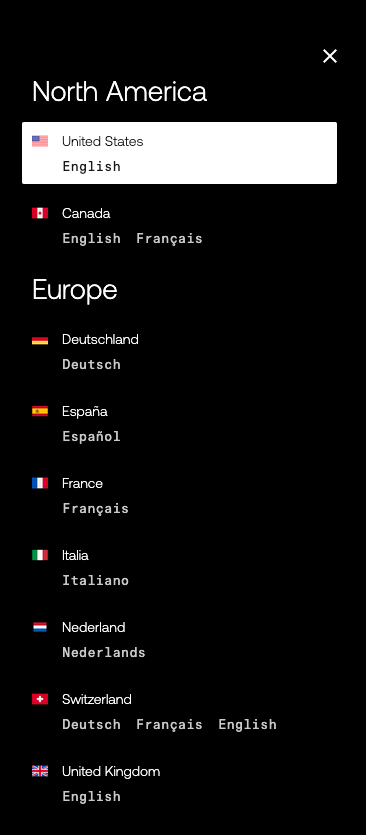 North America
United States
English
Canada
English Français
Europe
Deutschland
Deutsch
España
Español
France
Français
Italia
Italiano
Nederland
Nederlands
Switzerland
Deutsch Français English
United Kingdom
English